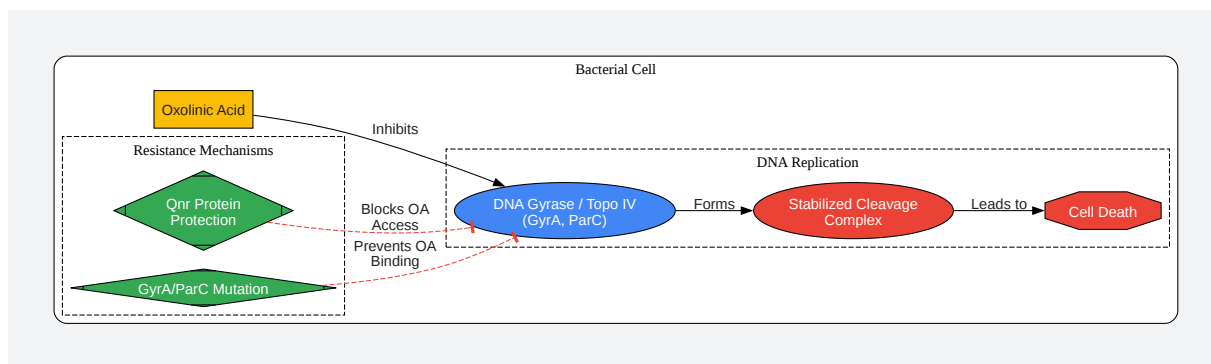 Bacterial Cell
Oxolinic Acid
Inhibits
Resistance Mechanisms
DNA Replication
Qnr Protein
Protection
Blocks OA
Access
DNA Gyrase / Topo IV
(GyrA, ParC)
Forms
Stabilized Cleavage
Complex
Leads to
Cell Death
Prevents OA
Binding
GyrA/ParC Mutation